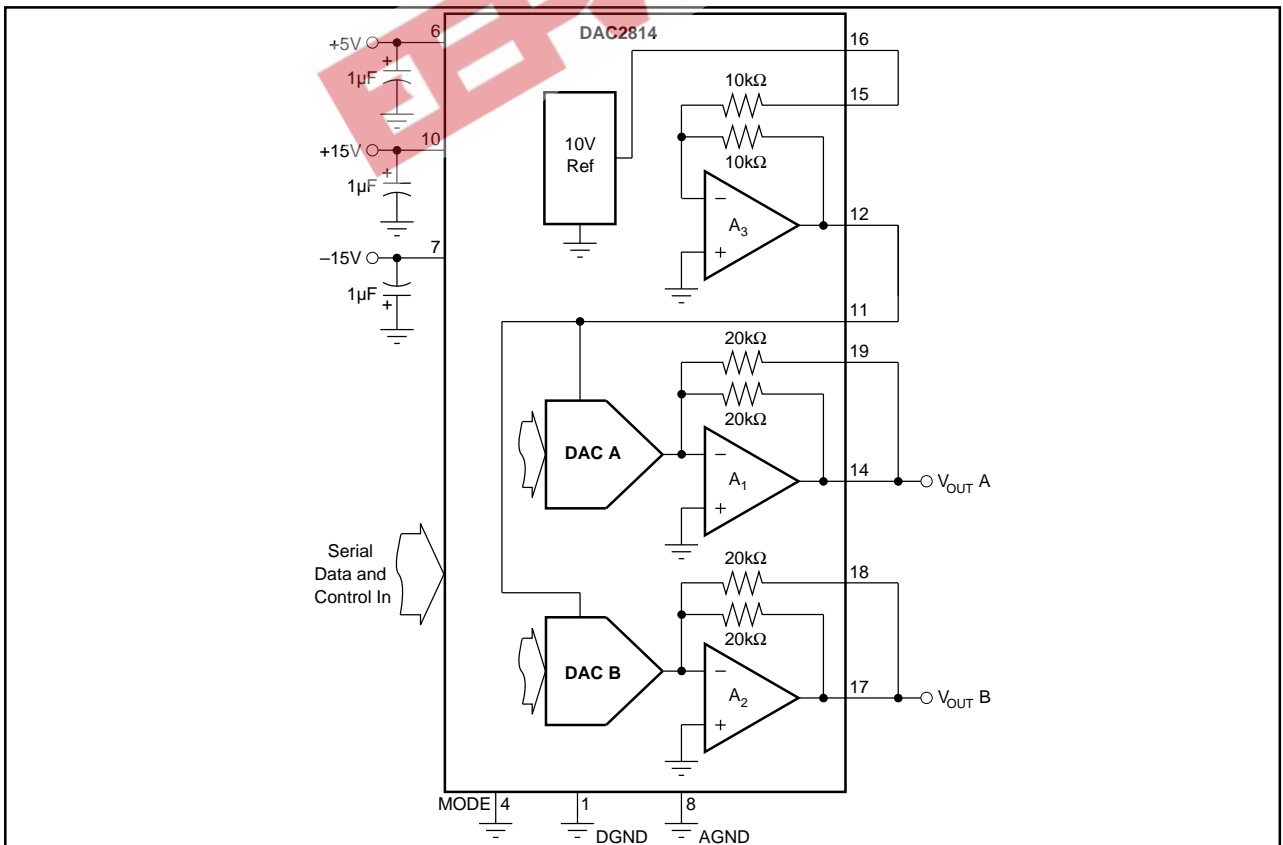 DAC2814
+5V
6
+
1µF
+15V
10
+
1µF
–15V
7
1µF
+
16
10kΩ
15
10V
Ref
10kΩ
–
A3
+
12
11
20kΩ
19
20kΩ
DAC A
–
A1
+
14
VOUT A
Serial
Data and
Control In
20kΩ
18
20kΩ
DAC B
–
A2
+
17
VOUT B
MODE 4
1
8
DGND
AGND